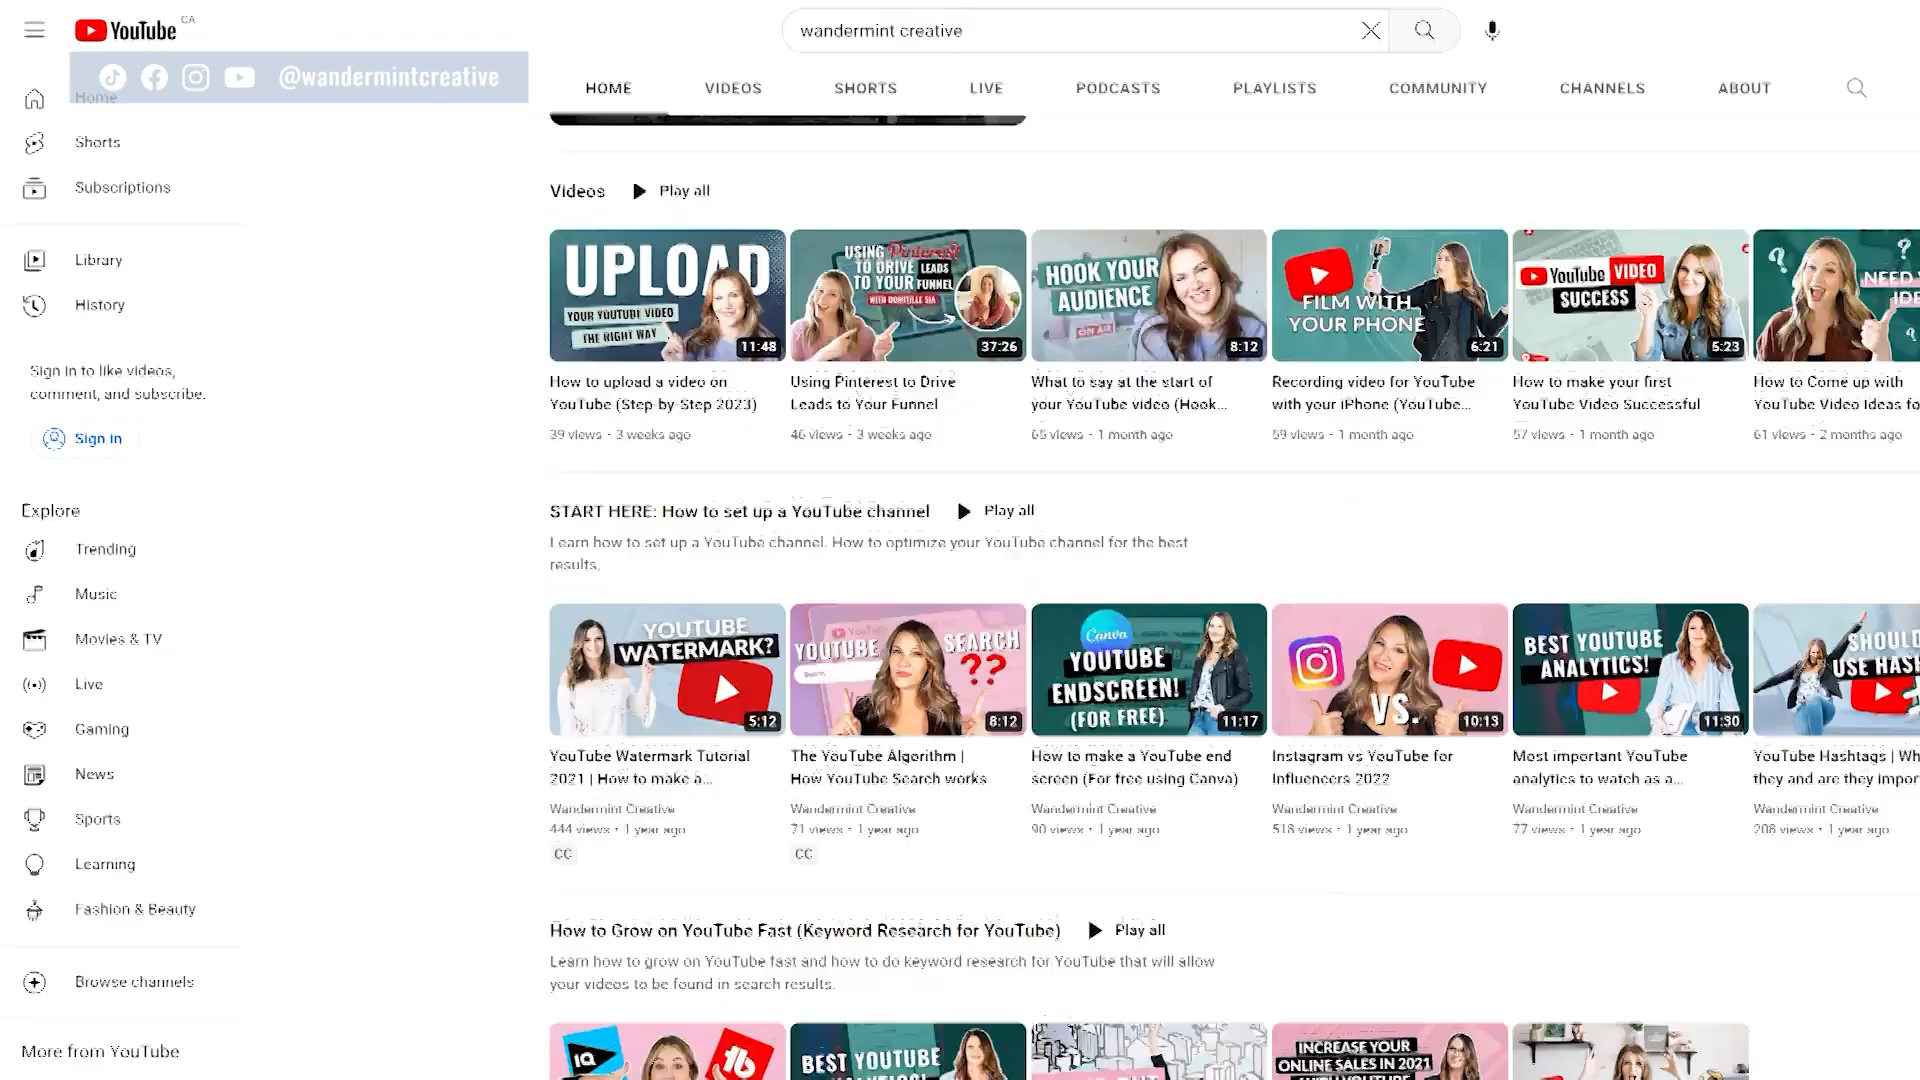 YouTube CA
wandermint creative
@wandermintcreative
HOME VIDEOS SHORTS LIVE PODCASTS PLAYLISTS COMMUNITY CHANNELS ABOUT
Home
Shorts
Subscriptions
Library
History
Sign in to like videos,
comment, and subscribe.
Sign in
Explore
Trending
Music
Movies & TV
Live
Gaming
News
Sports
Learning
Fashion & Beauty
Browse channels
More from YouTube
Videos Play all
UPLOAD
YOUR YOUTUBE VIDEO
THE RIGHT WAY
11:48
How to upload a video on
YouTube (Step-by-Step 2023)
39 views • 3 weeks ago
USING Pinterest
TO DRIVE LEADS
TO YOUR FUNNEL
WITH DOMITILLE SIA
37:26
Using Pinterest to Drive
Leads to Your Funnel
46 views • 3 weeks ago
HOOK YOUR
AUDIENCE
ON AIR
8:12
What to say at the start of
your YouTube video (Hook...
65 views • 1 month ago
FILM WITH
YOUR PHONE
6:21
Recording video for YouTube
with your iPhone (YouTube...
59 views • 1 month ago
YouTube VIDEO
SUCCESS
5:23
How to make your first
YouTube Video Successful
57 views • 1 month ago
NEED
How to Come up with
YouTube Video Ideas fo
61 views • 2 months ago
START HERE: How to set up a YouTube channel Play all
Learn how to set up a YouTube channel. How to optimize your YouTube channel for the best
results.
YOUTUBE
WATERMARK?
5:12
YouTube Watermark Tutorial
2021 | How to make a...
Wandermint Creative
444 views • 1 year ago
CC
YOUTUBE SEARCH
??
8:12
The YouTube Algorithm |
How YouTube Search works
Wandermint Creative
71 views • 1 year ago
CC
Canva
YOUTUBE
ENDSCREEN!
(FOR FREE)
11:17
How to make a YouTube end
screen (For free using Canva)
Wandermint Creative
90 views • 1 year ago
VS.
10:13
Instagram vs YouTube for
Influencers 2022
Wandermint Creative
518 views • 1 year ago
BEST YOUTUBE
ANALYTICS!
11:30
Most important YouTube
analytics to watch as a...
Wandermint Creative
77 views • 1 year ago
SHOULD
USE HASH
YouTube Hashtags | Wh
they and are they impor
Wandermint Creative
208 views • 1 year ago
How to Grow on YouTube Fast (Keyword Research for YouTube) Play all
Learn how to grow on YouTube fast and how to do keyword research for YouTube that will allow
your videos to be found in search results.
IQ
BEST YOUTUBE
INCREASE YOUR
ONLINE SALES IN 2021